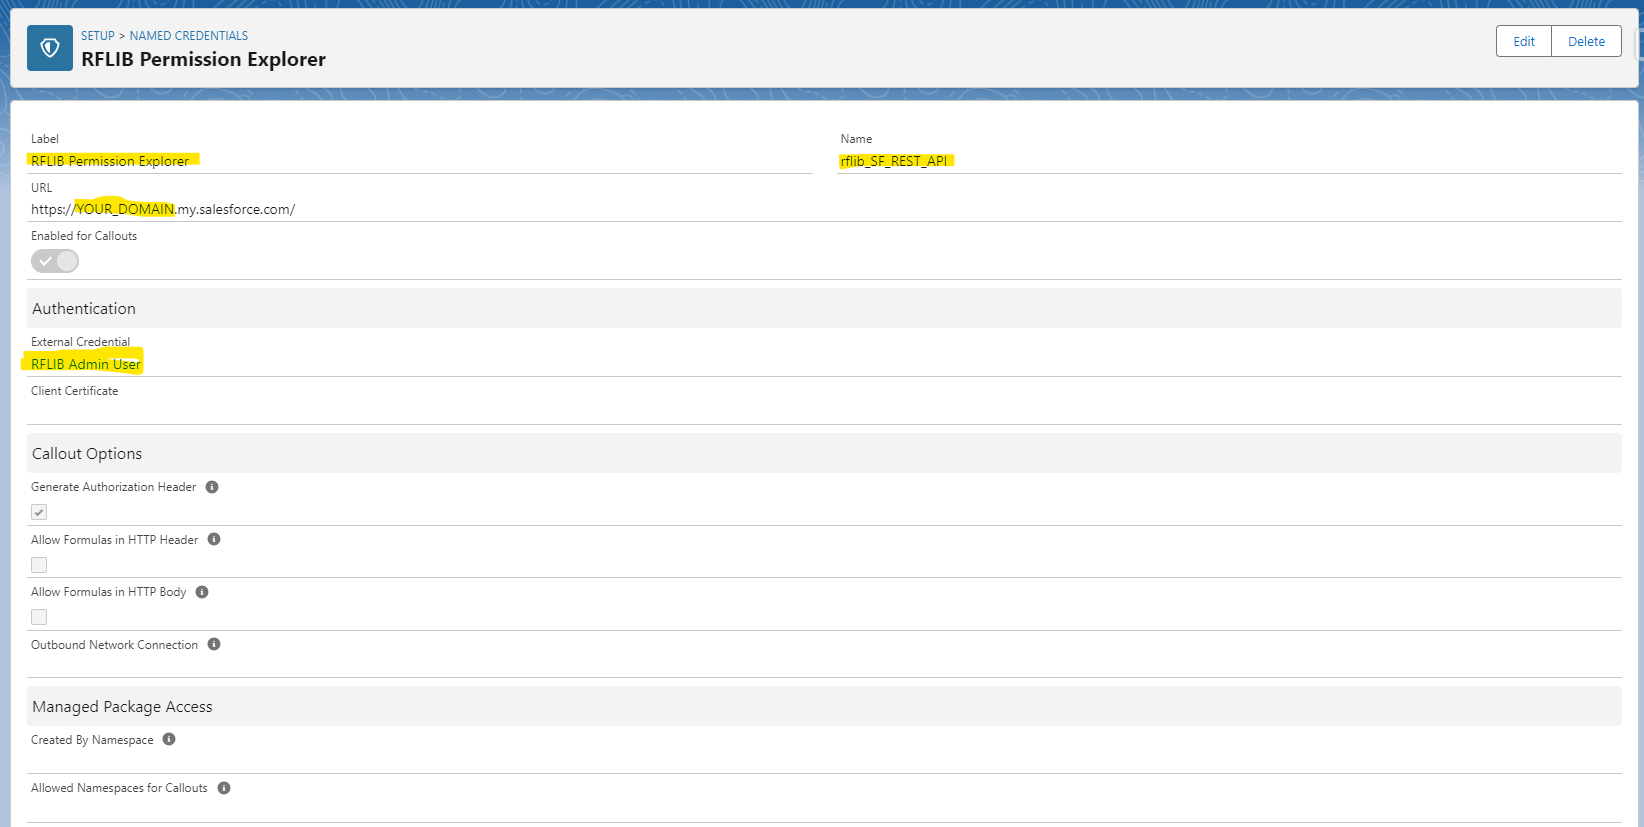 SETUP > NAMED CREDENTIALS
RFLIB Permission Explorer
Edit
Delete
Label
RFLIB Permission Explorer
Name
rflib_SF_REST_API
URL
https://YOUR_DOMAIN.my.salesforce.com/
Enabled for Callouts
Authentication
External Credential
RFLIB Admin User
Client Certificate
Callout Options
Generate Authorization Header
Allow Formulas in HTTP Header
Allow Formulas in HTTP Body
Outbound Network Connection
Managed Package Access
Created By Namespace
Allowed Namespaces for Callouts